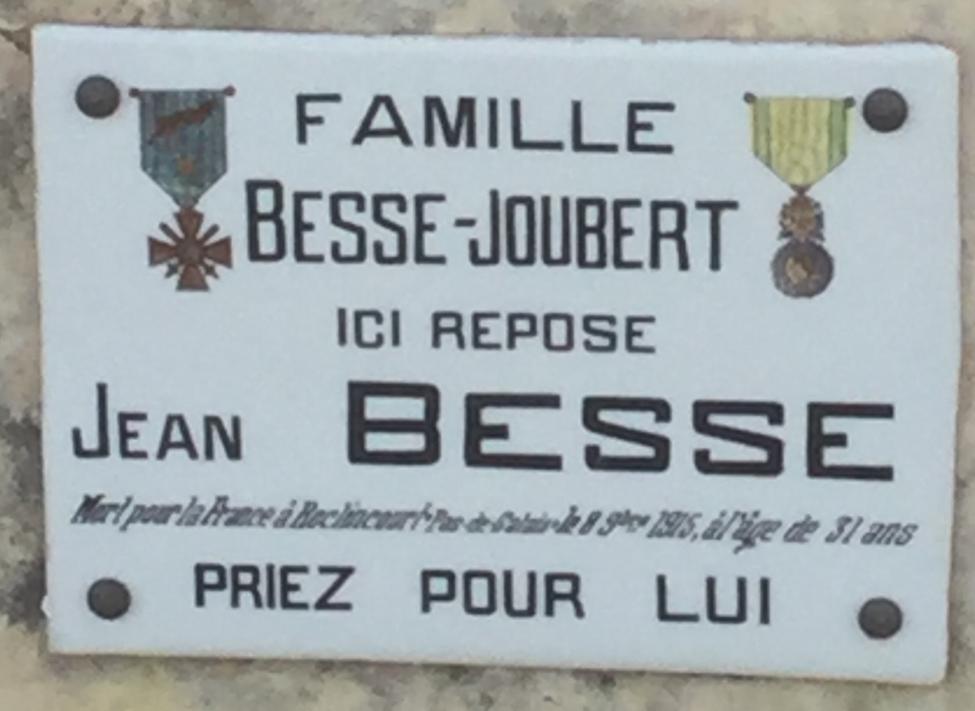 FAMILLE
BESSE-JOUBERT
ICI REPOSE
JEAN BESSE
Mort pour la France à Roclincourt-Pas-de-Calais-le 8 9bre 1915, à l'âge de 31 ans
PRIEZ POUR LUI